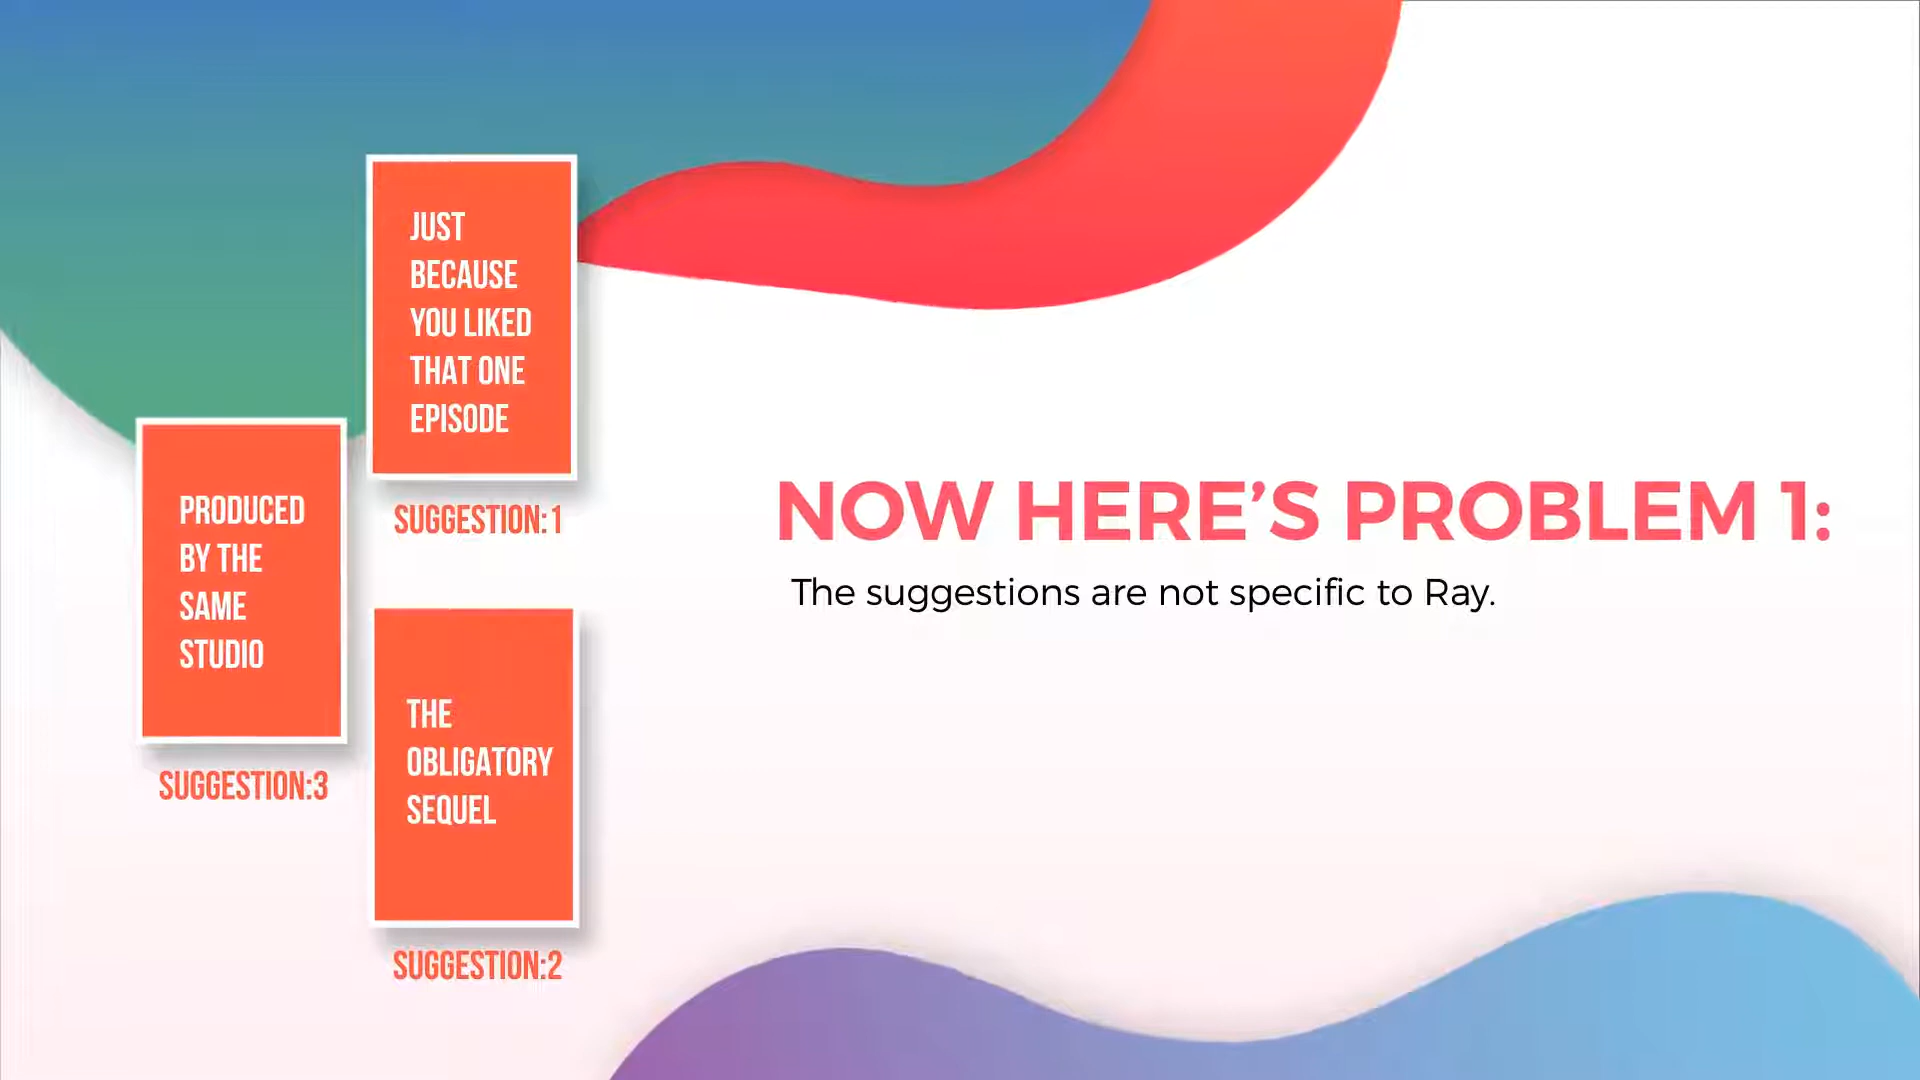 JUST
BECAUSE
YOU LIKED
THAT ONE
EPISODE
SUGGESTION:1
PRODUCED
BY THE
SAME
STUDIO
SUGGESTION:3
THE
OBLIGATORY
SEQUEL
SUGGESTION:2
NOW HERE’S PROBLEM 1:
The suggestions are not specific to Ray.